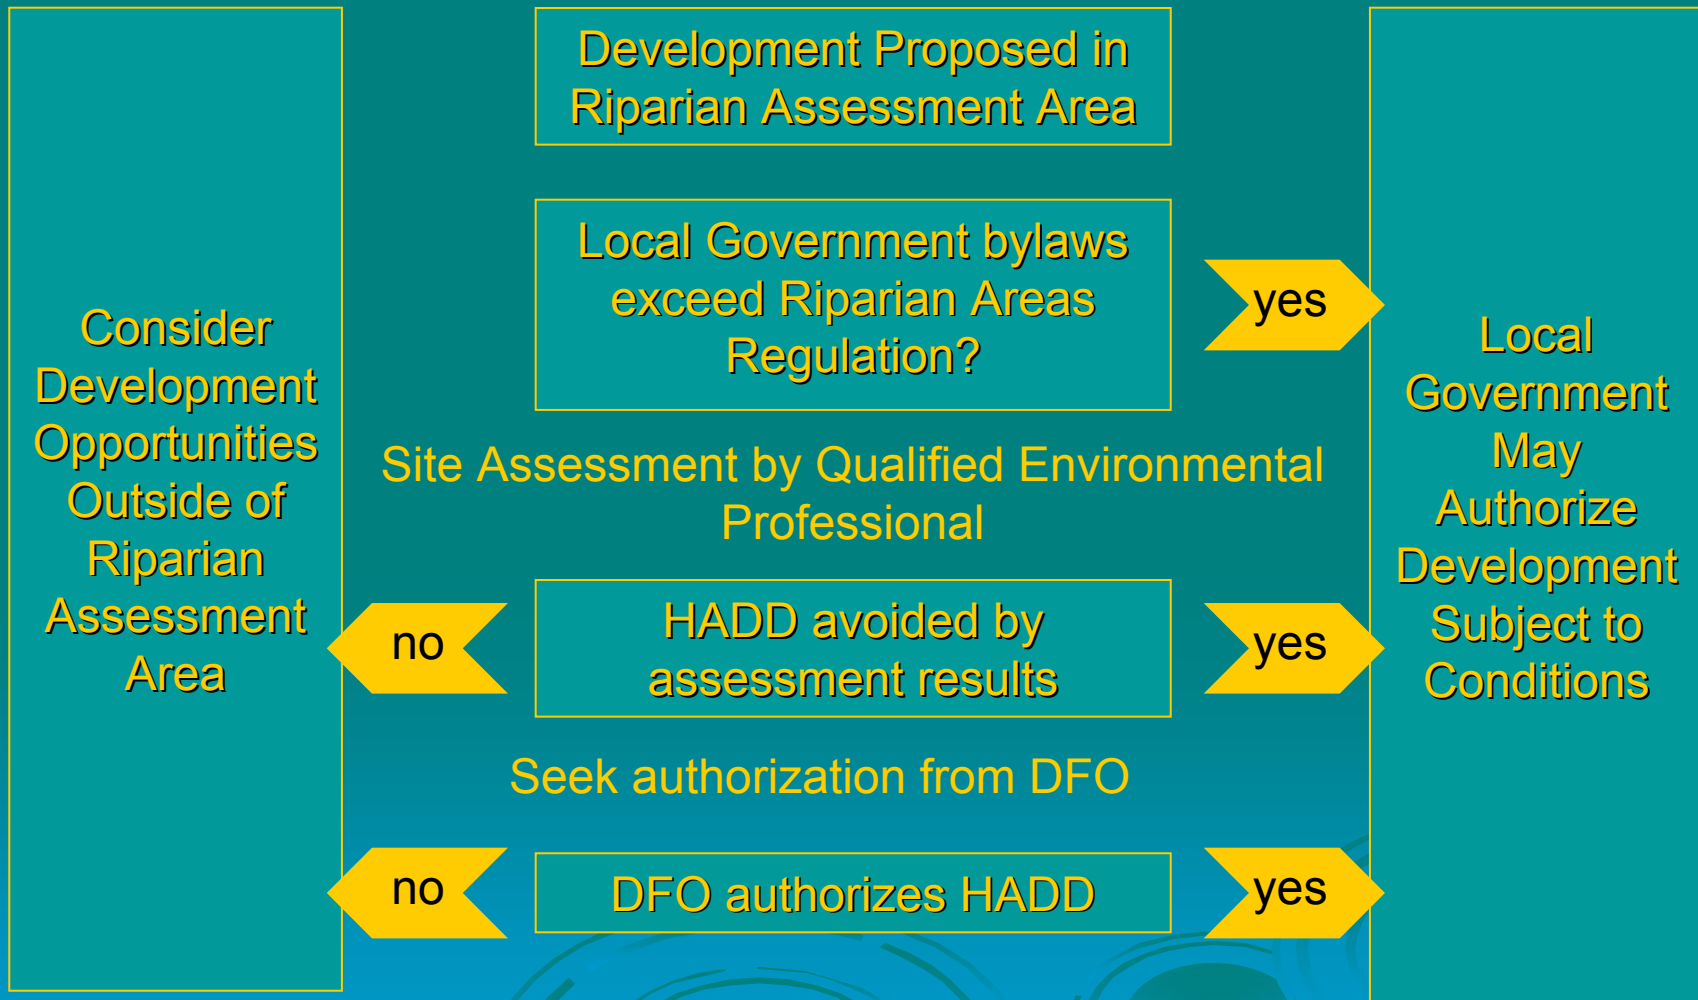 Consider
Development
Opportunities
Outside of
Riparian
Assessment
Area
Development Proposed in
Riparian Assessment Area
Local Government bylaws
exceed Riparian Areas
Regulation?
yes
Site Assessment by Qualified Environmental
Professional
no
HADD avoided by
assessment results
yes
Seek authorization from DFO
no
DFO authorizes HADD
yes
Local
Government
May
Authorize
Development
Subject to
Conditions